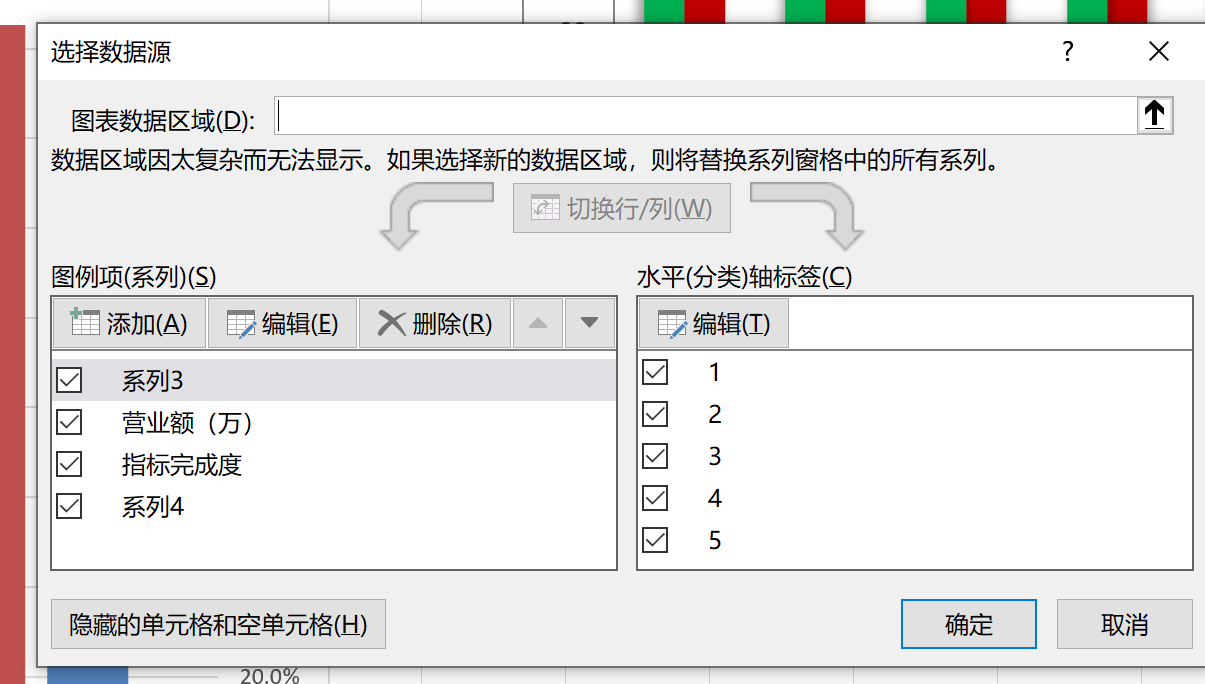 选择数据源
?
图表数据区域(D):
数据区域因太复杂而无法显示。如果选择新的数据区域，则将替换系列窗格中的所有系列。
切换行/列(W)
图例项(系列)(S)
水平(分类)轴标签(C)
添加(A)
编辑(E)
删除(R)
编辑(T)
系列3
营业额（万）
指标完成度
系列4
1
2
3
4
5
隐藏的单元格和空单元格(H)
确定
取消
20.0%